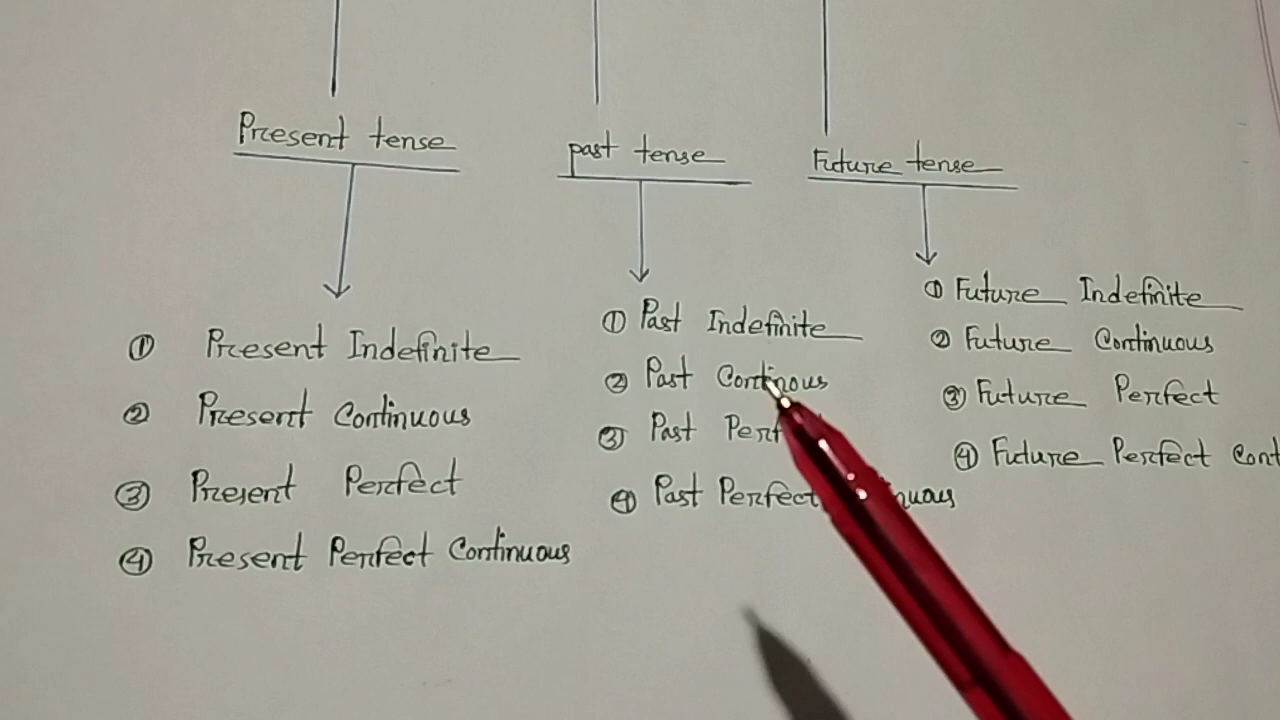 Present tense
① Present Indefinite
② Present Continuous
③ Present Perfect
④ Present Perfect Continuous
past tense
① Past Indefinite
② Past Continous
③ Past
④ Past Perfect
Future tense
① Future Indefinite
② Future Continuous
③ Future Perfect
④ Future Perfect Cont